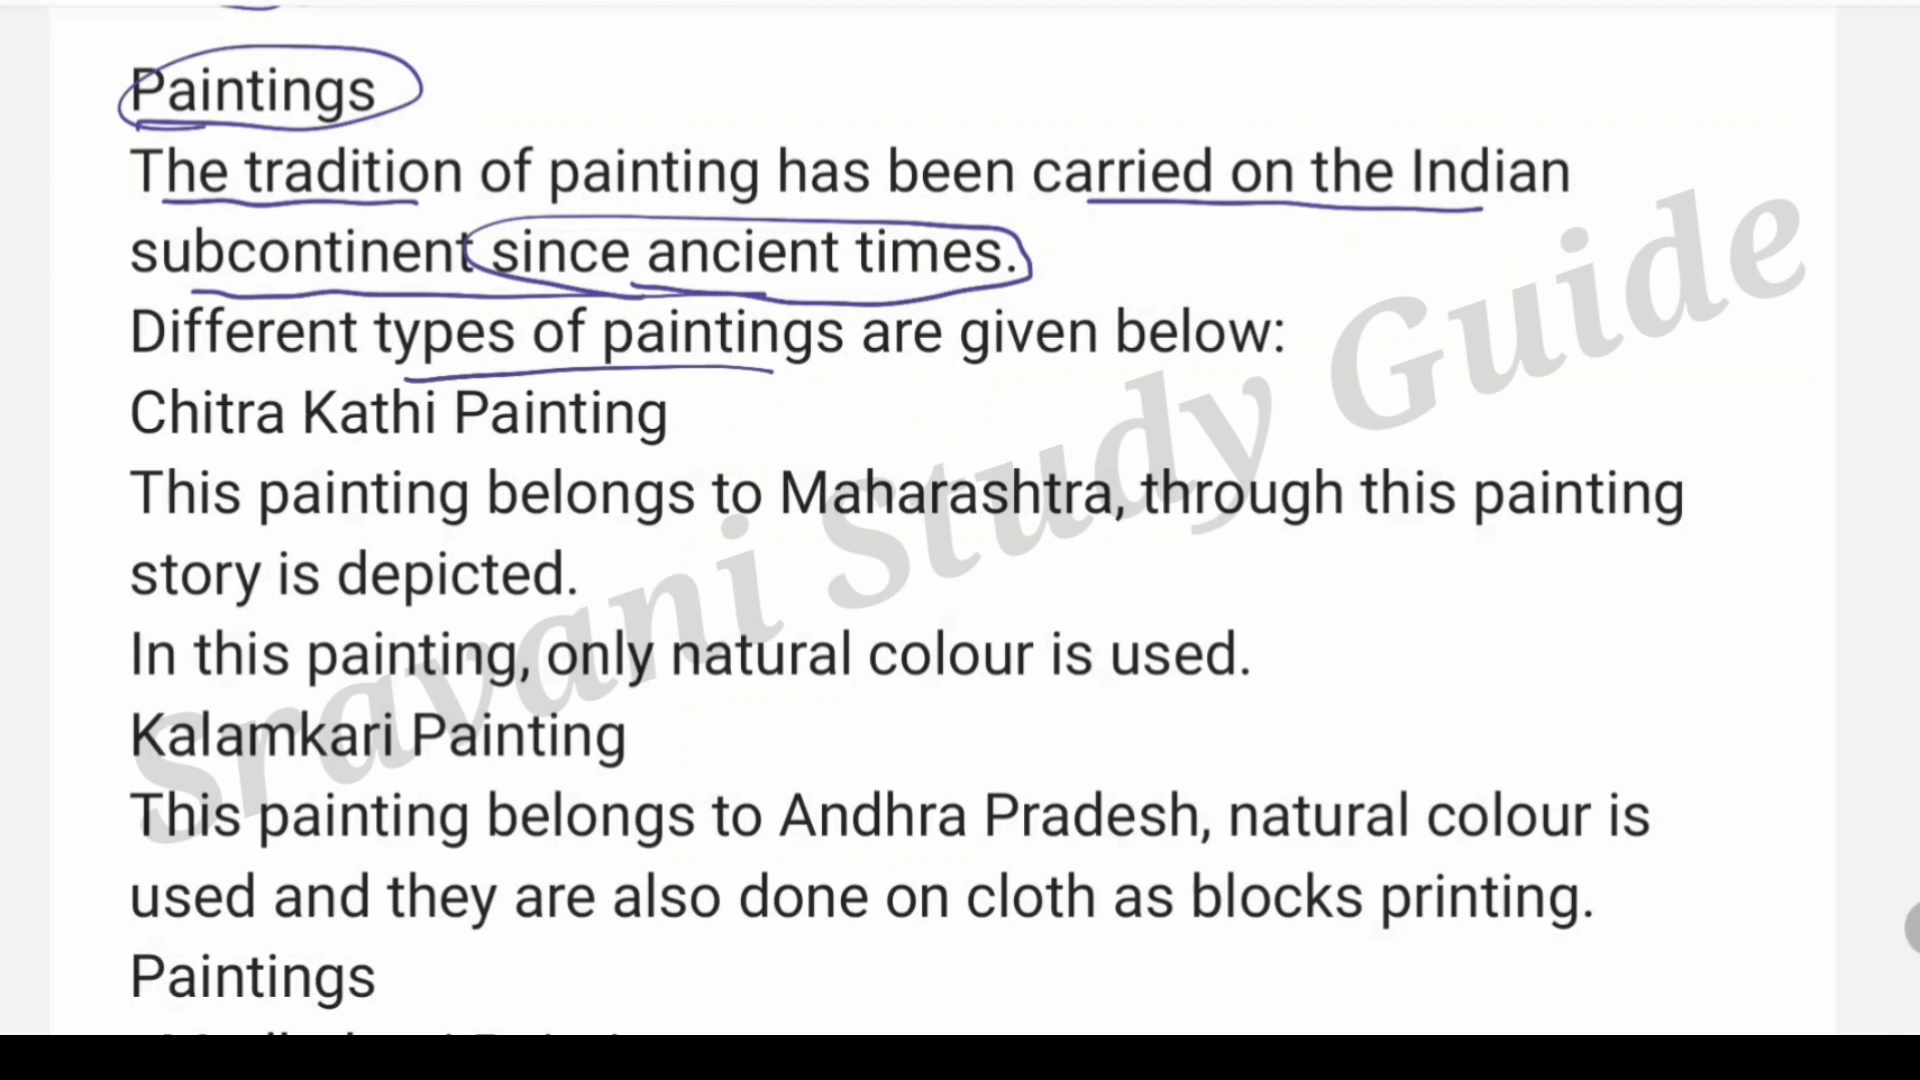 Paintings
The tradition of painting has been carried on the Indian
subcontinent since ancient times.
Different types of paintings are given below:
Chitra Kathi Painting
This painting belongs to Maharashtra, through this painting
story is depicted.
In this painting, only natural colour is used.
Kalamkari Painting
This painting belongs to Andhra Pradesh, natural colour is
used and they are also done on cloth as blocks printing.
Paintings
Sravani Study Guide